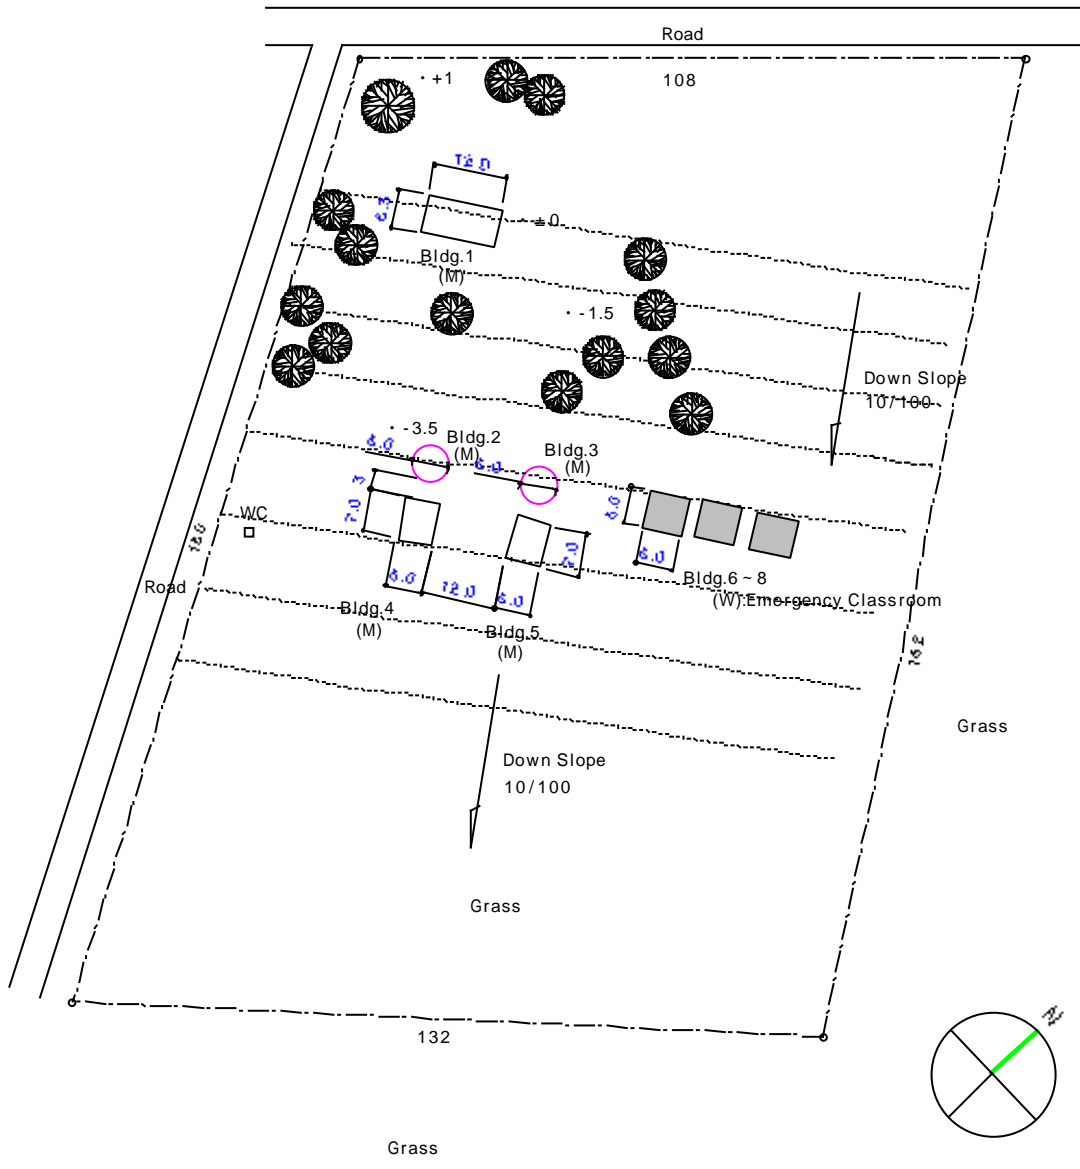 Road
+1
108
12.0
6.3
±0
Bldg.1
(M)
-1.5
Down Slope
10/100
-3.5
6.0
Bldg.2
(M)
6.0
Bldg.3
(M)
3
7.0
WC
6.0
7.0
6.0
Bldg.6~8
(W):Emergency Classroom
Road
6.0
12.0
6.0
Bldg.4
(M)
Bldg.5
(M)
162
Grass
Down Slope
10/100
Grass
132
N
Grass